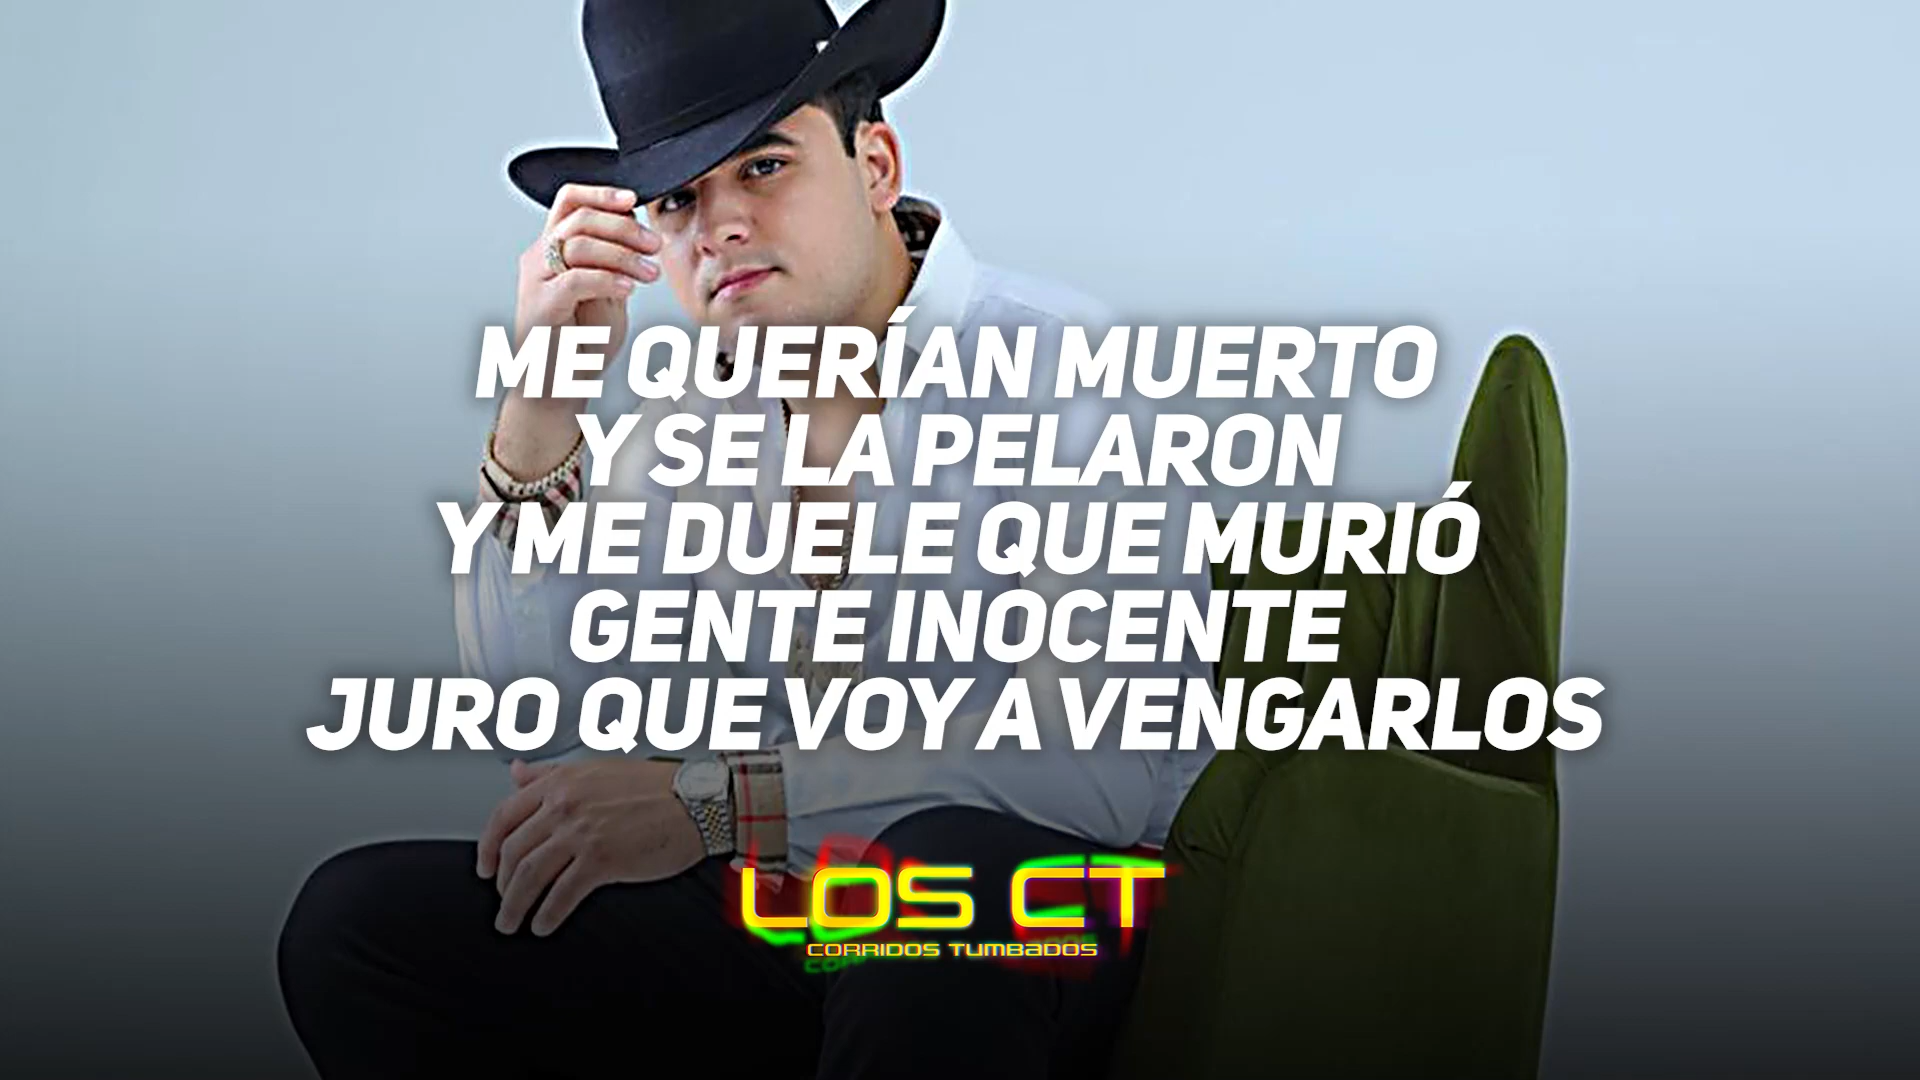 ME QUERÍAN MUERTO
Y SE LA PELARON
Y ME DUELE QUE MURIÓ
GENTE INOCENTE
JURO QUE VOY A VENGARLOS
LOS CT
CORRIDOS TUMBADOS